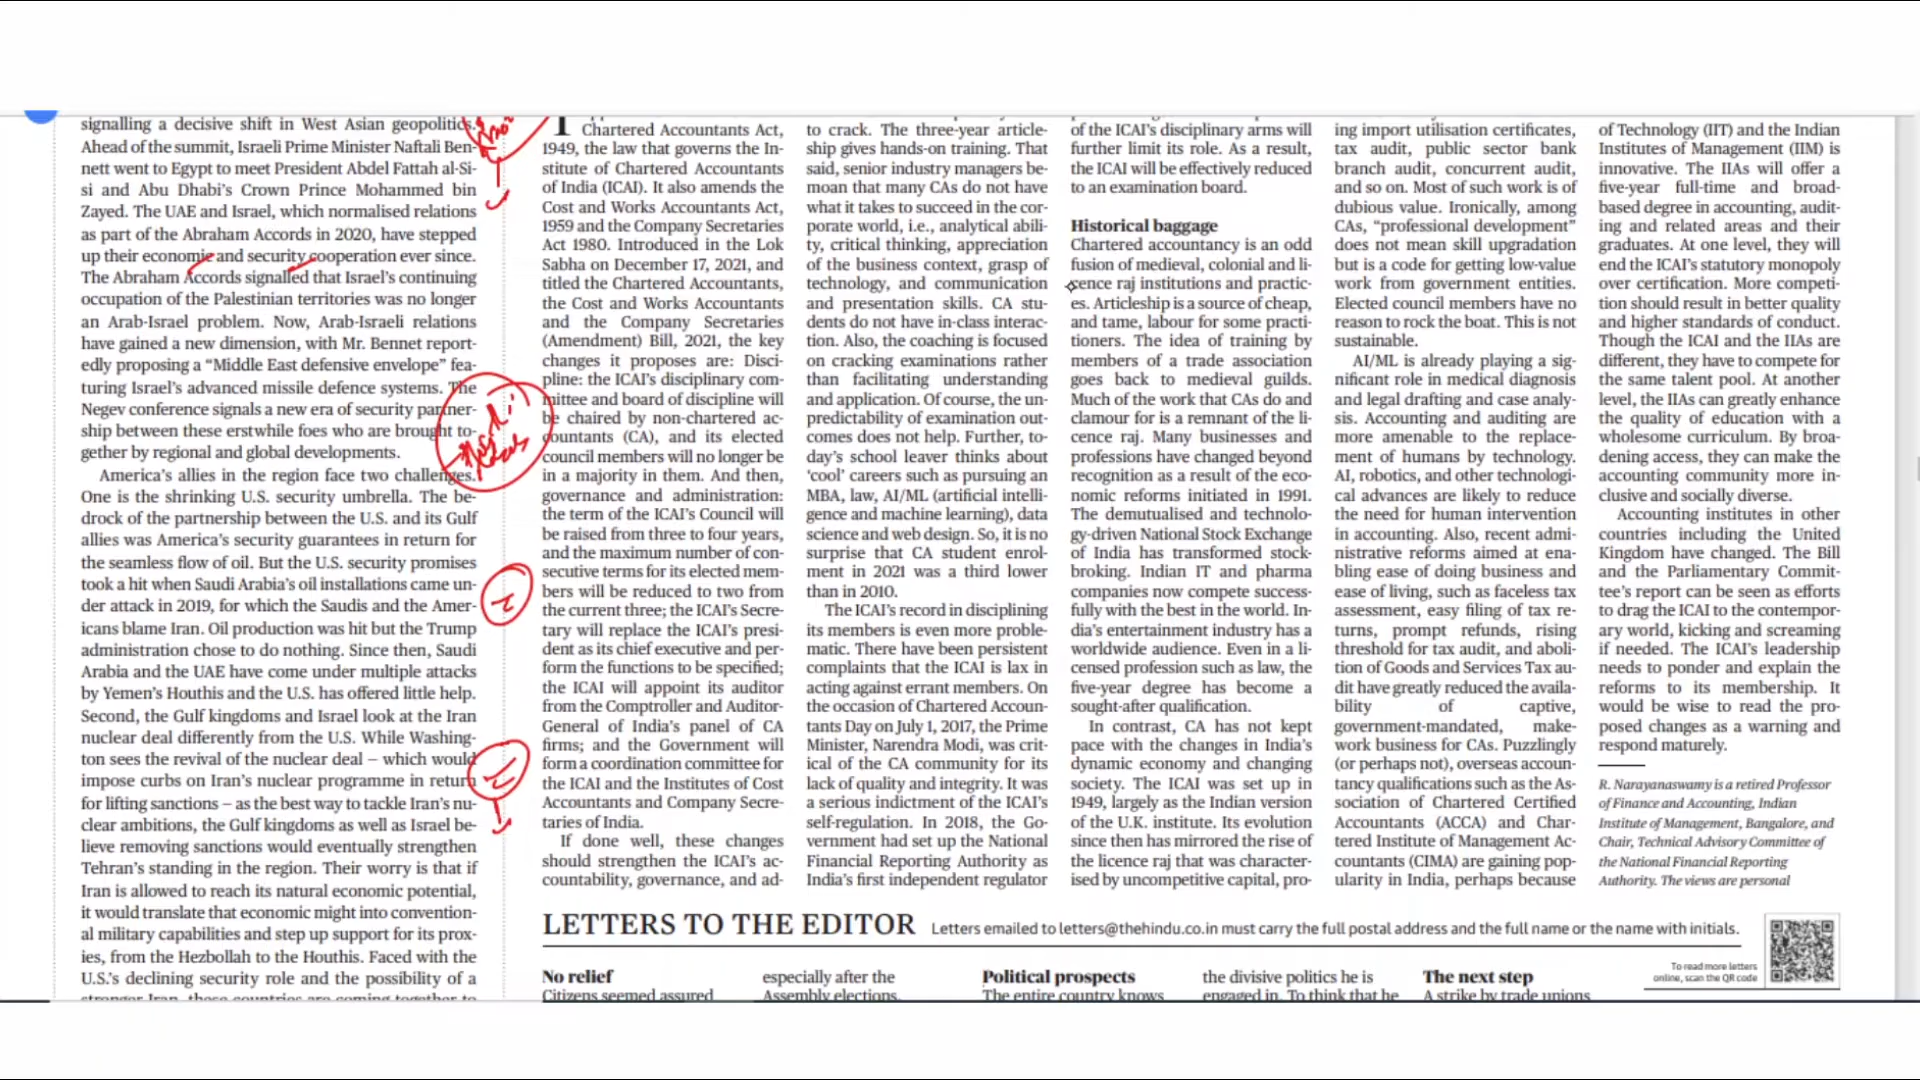 signalling a decisive shift in West Asian geopolitics.
Ahead of the summit, Israeli Prime Minister Naftali Ben-
nett went to Egypt to meet President Abdel Fattah al-Si-
si and Abu Dhabi's Crown Prince Mohammed bin
Zayed. The UAE and Israel, which normalised relations
as part of the Abraham Accords in 2020, have stepped
up their economic and security cooperation ever since.
The Abraham Accords signalled that Israel's continuing
occupation of the Palestinian territories was no longer
an Arab-Israel problem. Now, Arab-Israeli relations
have gained a new dimension, with Mr. Bennet report-
edly proposing a "Middle East defensive envelope" fea-
turing Israel's advanced missile defence systems. The
Negev conference signals a new era of security partner-
ship between these erstwhile foes who are brought to-
gether by regional and global developments.
America's allies in the region face two challenges.
One is the shrinking U.S. security umbrella. The be-
drock of the partnership between the U.S. and its Gulf
allies was America's security guarantees in return for
the seamless flow of oil. But the U.S. security promises
took a hit when Saudi Arabia's oil installations came un-
der attack in 2019, for which the Saudis and the Amer-
icans blame Iran. Oil production was hit but the Trump
administration chose to do nothing. Since then, Saudi
Arabia and the UAE have come under multiple attacks
by Yemen's Houthis and the U.S. has offered little help.
Second, the Gulf kingdoms and Israel look at the Iran
nuclear deal differently from the U.S. While Washing-
ton sees the revival of the nuclear deal – which would
impose curbs on Iran's nuclear programme in return
for lifting sanctions – as the best way to tackle Iran's nu-
clear ambitions, the Gulf kingdoms as well as Israel be-
lieve removing sanctions would eventually strengthen
Tehran's standing in the region. Their worry is that if
Iran is allowed to reach its natural economic potential,
it would translate that economic might into convention-
al military capabilities and step up support for its prox-
ies, from the Hezbollah to the Houthis. Faced with the
U.S.'s declining security role and the possibility of a
stronger Iran, these countries are coming together to
Chartered Accountants Act,
1949, the law that governs the In-
stitute of Chartered Accountants
of India (ICAI). It also amends the
Cost and Works Accountants Act,
1959 and the Company Secretaries
Act 1980. Introduced in the Lok
Sabha on December 17, 2021, and
titled the Chartered Accountants,
the Cost and Works Accountants
and the Company Secretaries
(Amendment) Bill, 2021, the key
changes it proposes are: Disci-
pline: the ICAI's disciplinary com-
mittee and board of discipline will
be chaired by non-chartered ac-
countants (CA), and its elected
council members will no longer be
in a majority in them. And then,
governance and administration:
the term of the ICAI's Council will
be raised from three to four years,
and the maximum number of con-
secutive terms for its elected mem-
bers will be reduced to two from
the current three; the ICAI's Secre-
tary will replace the ICAI's presi-
dent as its chief executive and per-
form the functions to be specified;
the ICAI will appoint its auditor
from the Comptroller and Auditor-
General of India's panel of CA
firms; and the Government will
form a coordination committee for
the ICAI and the Institutes of Cost
Accountants and Company Secre-
taries of India.
If done well, these changes
should strengthen the ICAI's ac-
countability, governance, and ad-
to crack. The three-year article-
ship gives hands-on training. That
said, senior industry managers be-
moan that many CAs do not have
what it takes to succeed in the cor-
porate world, i.e., analytical abili-
ty, critical thinking, appreciation
of the business context, grasp of
technology, and communication
and presentation skills. CA stu-
dents do not have in-class interac-
tion. Also, the coaching is focused
on cracking examinations rather
than facilitating understanding
and application. Of course, the un-
predictability of examination out-
comes does not help. Further, to-
day's school leaver thinks about
'cool' careers such as pursuing an
MBA, law, AI/ML (artificial intelli-
gence and machine learning), data
science and web design. So, it is no
surprise that CA student enrol-
ment in 2021 was a third lower
than in 2010.
The ICAI's record in disciplining
its members is even more proble-
matic. There have been persistent
complaints that the ICAI is lax in
acting against errant members. On
the occasion of Chartered Accoun-
tants Day on July 1, 2017, the Prime
Minister, Narendra Modi, was crit-
ical of the CA community for its
lack of quality and integrity. It was
a serious indictment of the ICAI's
self-regulation. In 2018, the Go-
vernment had set up the National
Financial Reporting Authority as
India's first independent regulator
of the ICAI's disciplinary arms will
further limit its role. As a result,
the ICAI will be effectively reduced
to an examination board.
Historical baggage
Chartered accountancy is an odd
fusion of medieval, colonial and li-
cence raj institutions and practic-
es. Articleship is a source of cheap,
and tame, labour for some practi-
tioners. The idea of training by
members of a trade association
goes back to medieval guilds.
Much of the work that CAs do and
clamour for is a remnant of the li-
cence raj. Many businesses and
professions have changed beyond
recognition as a result of the eco-
nomic reforms initiated in 1991.
The demutualised and technolo-
gy-driven National Stock Exchange
of India has transformed stock-
broking. Indian IT and pharma
companies now compete success-
fully with the best in the world. In-
dia's entertainment industry has a
worldwide audience. Even in a li-
censed profession such as law, the
five-year degree has become a
sought-after qualification.
In contrast, CA has not kept
pace with the changes in India's
dynamic economy and changing
society. The ICAI was set up in
1949, largely as the Indian version
of the U.K. institute. Its evolution
since then has mirrored the rise of
the licence raj that was character-
ised by uncompetitive capital, pro-
ing import utilisation certificates,
tax audit, public sector bank
branch audit, concurrent audit,
and so on. Most of such work is of
dubious value. Ironically, among
CAs, "professional development"
does not mean skill upgradation
but is a code for getting low-value
work from government entities.
Elected council members have no
reason to rock the boat. This is not
sustainable.
AI/ML is already playing a sig-
nificant role in medical diagnosis
and legal drafting and case analy-
sis. Accounting and auditing are
more amenable to the replace-
ment of humans by technology.
AI, robotics, and other technologi-
cal advances are likely to reduce
the need for human intervention
in accounting. Also, recent admi-
nistrative reforms aimed at ena-
bling ease of doing business and
ease of living, such as faceless tax
assessment, easy filing of tax re-
turns, prompt refunds, rising
threshold for tax audit, and aboli-
tion of Goods and Services Tax au-
dit have greatly reduced the availa-
bility of captive,
government-mandated, make-
work business for CAs. Puzzlingly
(or perhaps not), overseas accoun-
tancy qualifications such as the As-
sociation of Chartered Certified
Accountants (ACCA) and Char-
tered Institute of Management Ac-
countants (CIMA) are gaining pop-
ularity in India, perhaps because
of Technology (IIT) and the Indian
Institutes of Management (IIM) is
innovative. The IIAs will offer a
five-year full-time and broad-
based degree in accounting, audit-
ing and related areas and their
graduates. At one level, they will
end the ICAI's statutory monopoly
over certification. More competi-
tion should result in better quality
and higher standards of conduct.
Though the ICAI and the IIAs are
different, they have to compete for
the same talent pool. At another
level, the IIAs can greatly enhance
the quality of education with a
wholesome curriculum. By broa-
dening access, they can make the
accounting community more in-
clusive and socially diverse.
Accounting institutes in other
countries including the United
Kingdom have changed. The Bill
and the Parliamentary Commit-
tee's report can be seen as efforts
to drag the ICAI to the contempor-
ary world, kicking and screaming
if needed. The ICAI's leadership
needs to ponder and explain the
reforms to its membership. It
would be wise to read the pro-
posed changes as a warning and
respond maturely.
R. Narayanaswamy is a retired Professor
of Finance and Accounting, Indian
Institute of Management, Bangalore, and
Chair, Technical Advisory Committee of
the National Financial Reporting
Authority. The views are personal
LETTERS TO THE EDITOR Letters emailed to letters@thehindu.co.in must carry the full postal address and the full name or the name with initials.
To read more letters
online, scan the QR code
No relief
Citizens seemed assured
especially after the
Assembly elections.
Political prospects
The entire country knows
the divisive politics he is
engaged in. To think that he
The next step
A strike by trade unions